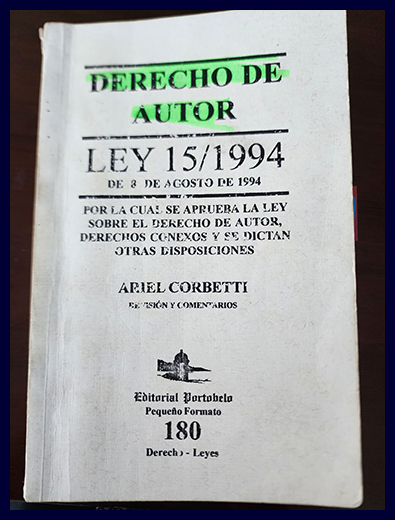 DERECHO DE
AUTOR
LEY 15/1994
DE 8 DE AGOSTO DE 1994
POR LA CUAL SE APRUEBA LA LEY
SOBRE EL DERECHO DE AUTOR,
DERECHOS CONEXOS Y SE DICTAN
OTRAS DISPOSICIONES
ARIEL CORBETTI
REVISIÓN Y COMENTARIOS
Editorial Portobelo
Pequeño Formato
180
Derecho - Leyes